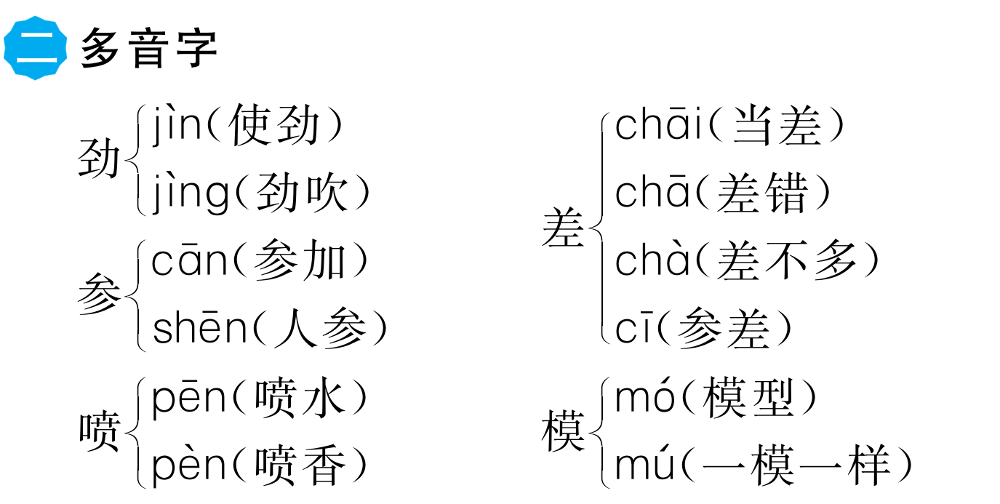 二 多音字
劲
jìn(使劲)
jìng(劲吹)
参
cān(参加)
shēn(人参)
喷
pēn(喷水)
pèn(喷香)
差
chāi(当差)
chā(差错)
chà(差不多)
cī(参差)
模
mó(模型)
mú(一模一样)